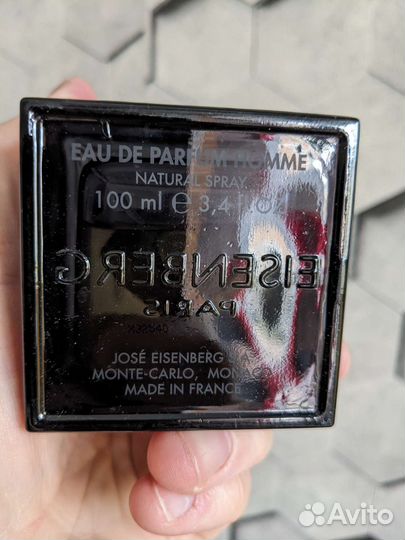 EAU DE PARFUM HOMME
NATURAL SPRAY
100 ml e 3,4
EISENBERG
PARIS
JOSÉ EISENBERG
MONTE-CARLO,
MADE IN FRANCE
Avito